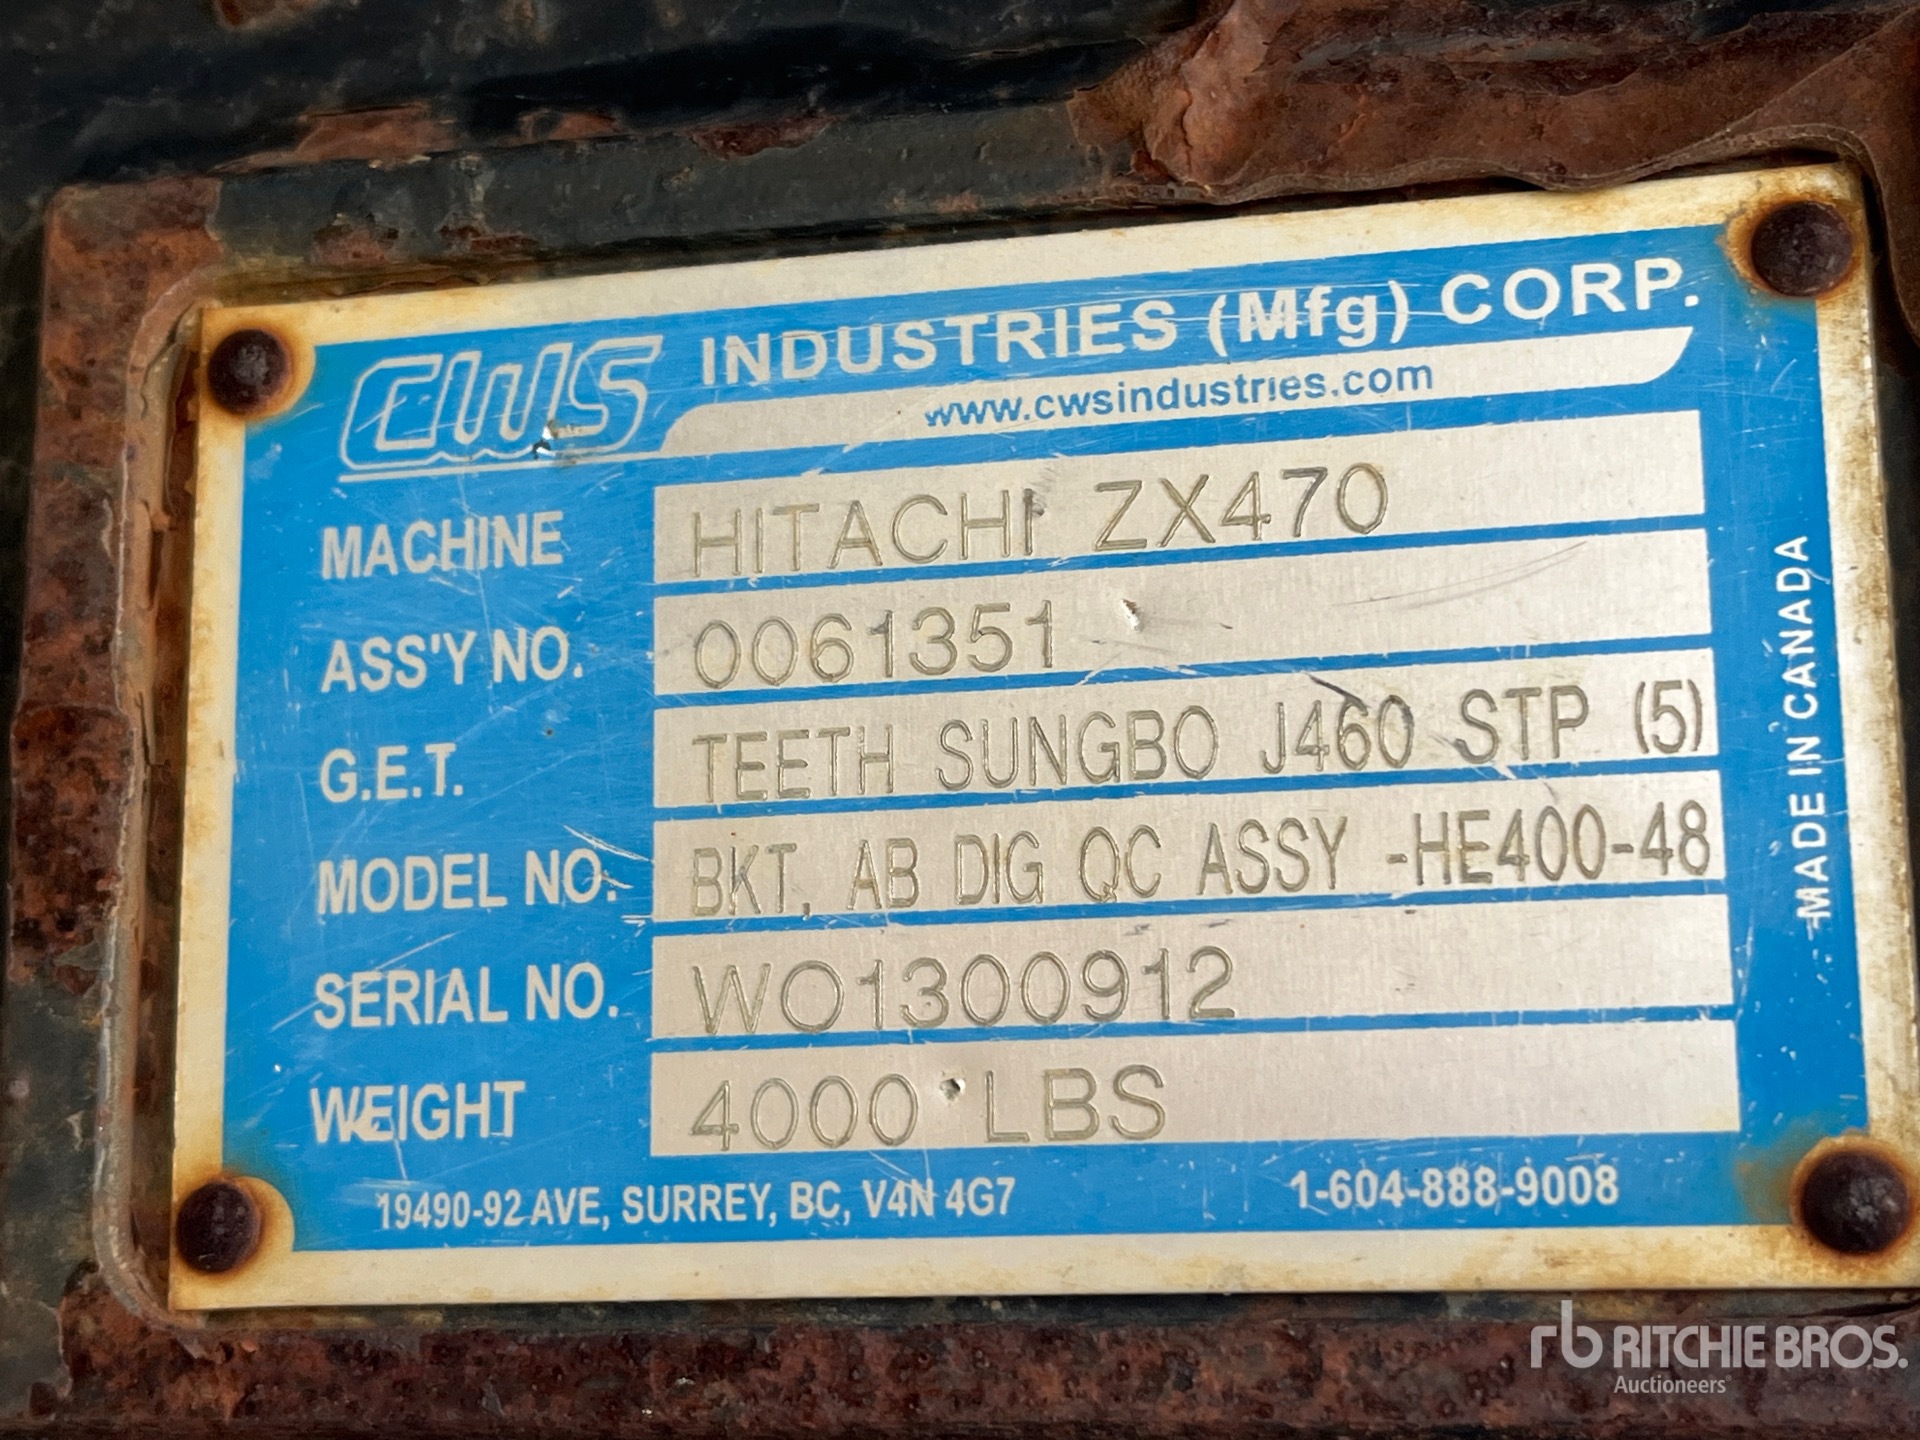 CWS INDUSTRIES (Mfg) CORP.
www.cwsindustries.com
MACHINE HITACHI ZX470
ASS'Y NO. 0061351
G.E.T. TEETH SUNGBO J460 STP (5)
MODEL NO. BKT, AB DIG QC ASSY -HE400-48
SERIAL NO. WO1300912
WEIGHT 4000 LBS
19490-92 AVE, SURREY, BC, V4N 4G7 1-604-888-9008
MADE IN CANADA
rb RITCHIE BROS.
Auctioneers